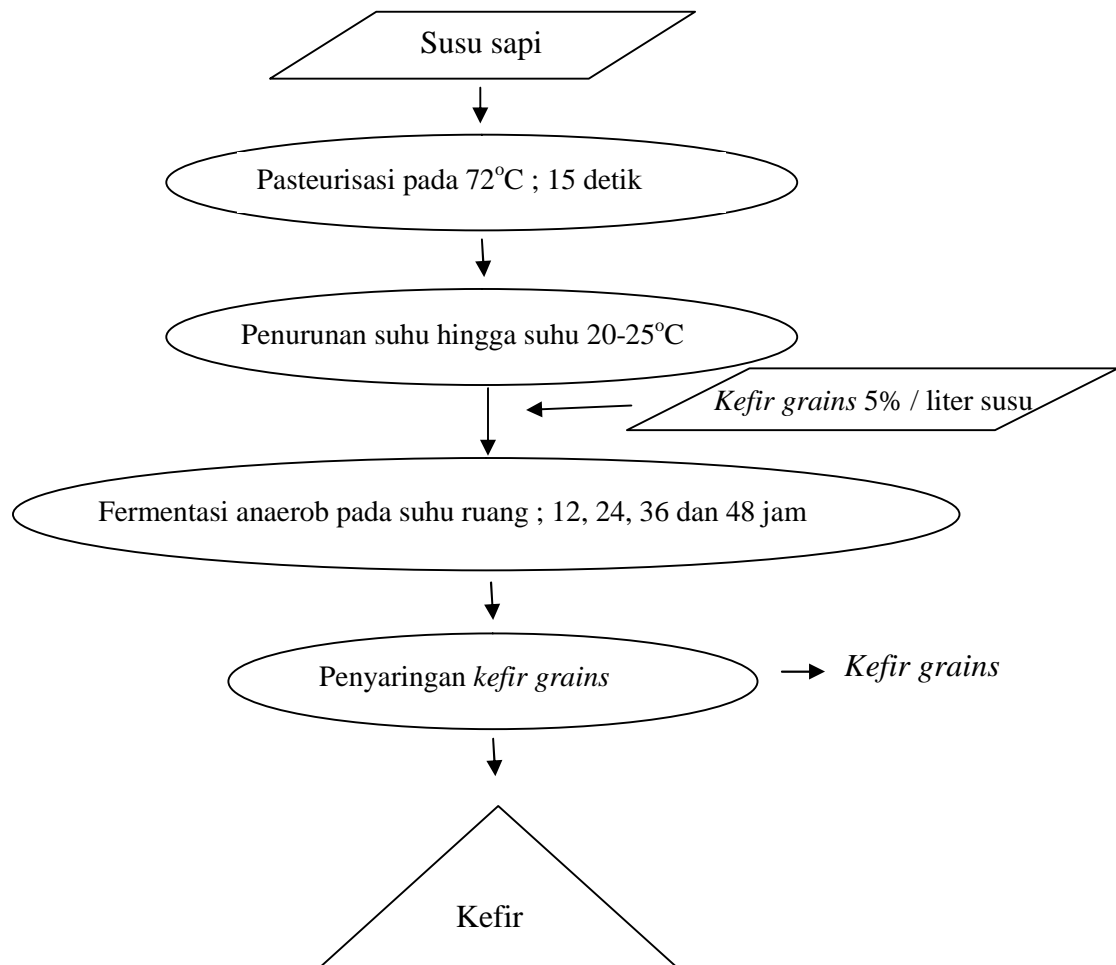 Susu sapi
Pasteurisasi pada 72°C ; 15 detik
Penurunan suhu hingga suhu 20-25°C
Kefir grains 5% / liter susu
Fermentasi anaerob pada suhu ruang ; 12, 24, 36 dan 48 jam
Penyaringan kefir grains
Kefir grains
Kefir